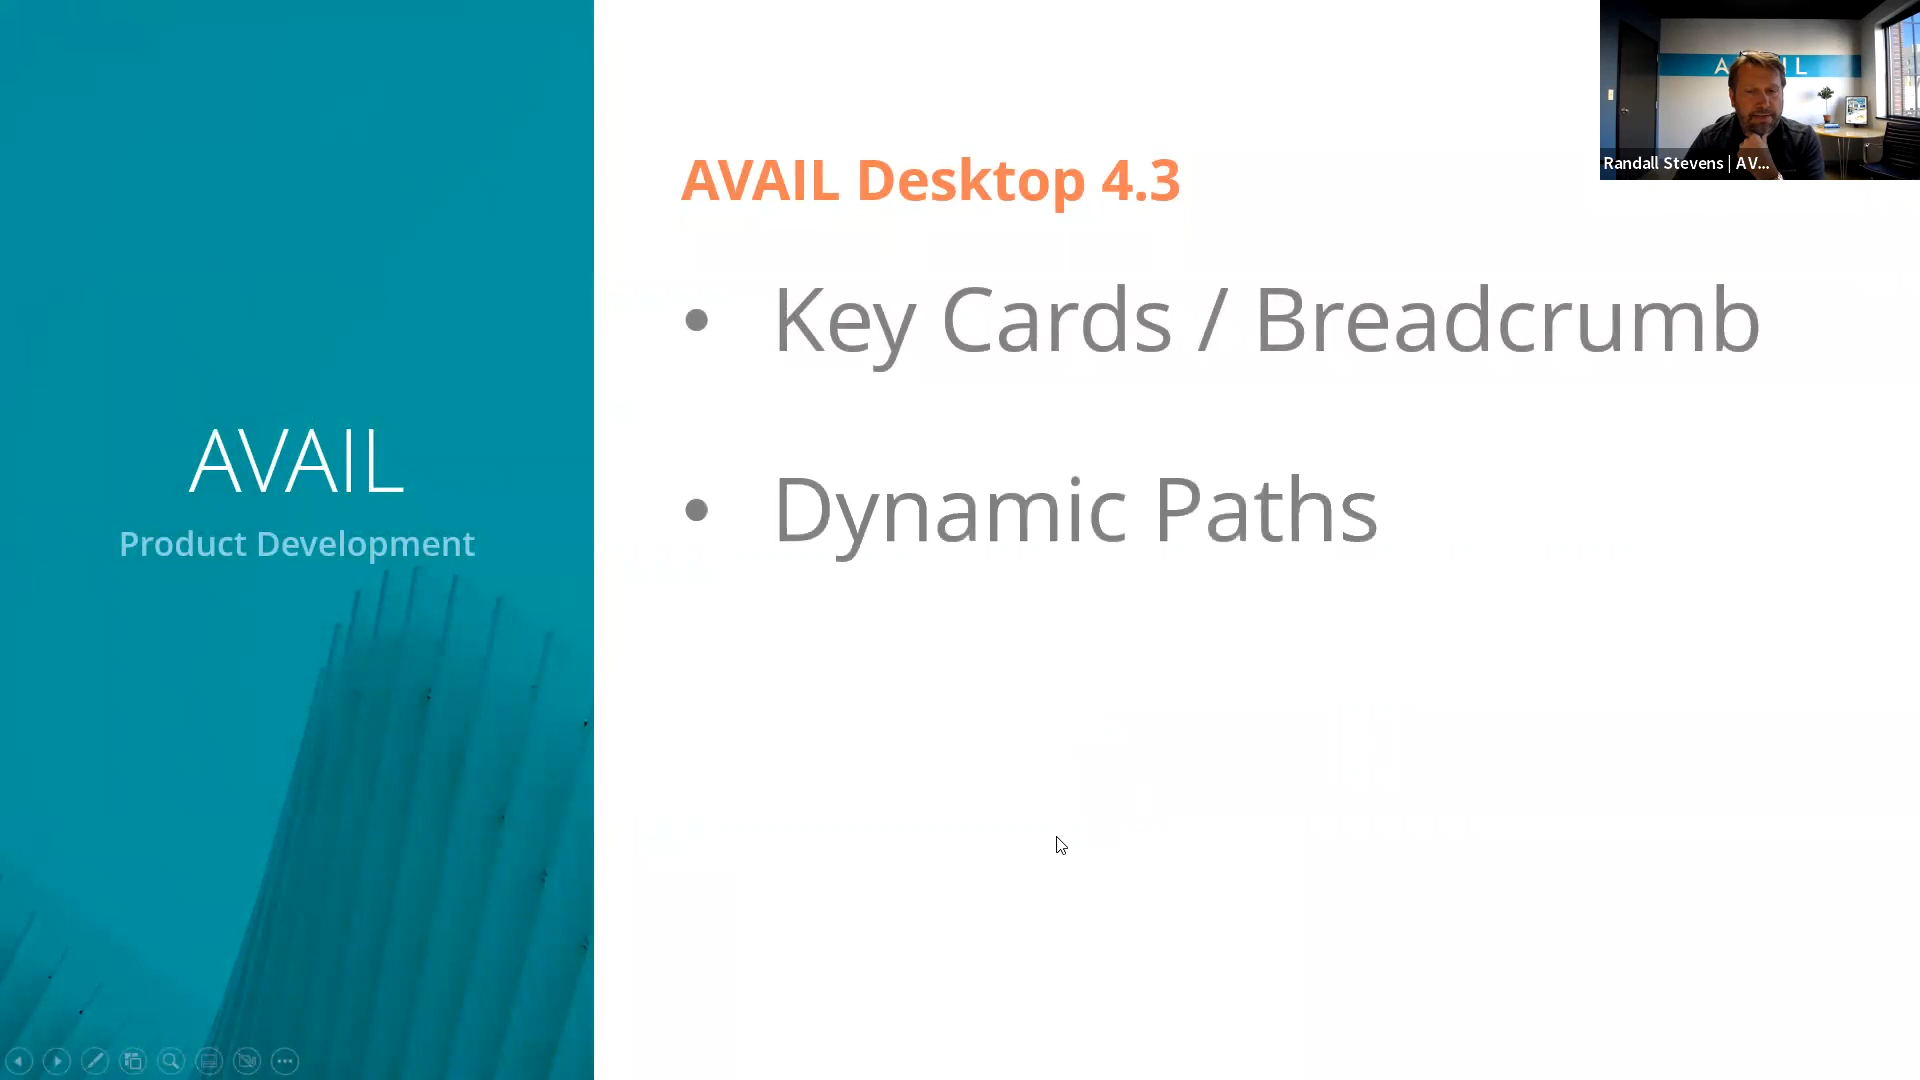 AVAIL Desktop 4.3
• Key Cards / Breadcrumb
• Dynamic Paths
AVAIL
Product Development
Randall Stevens | AV...